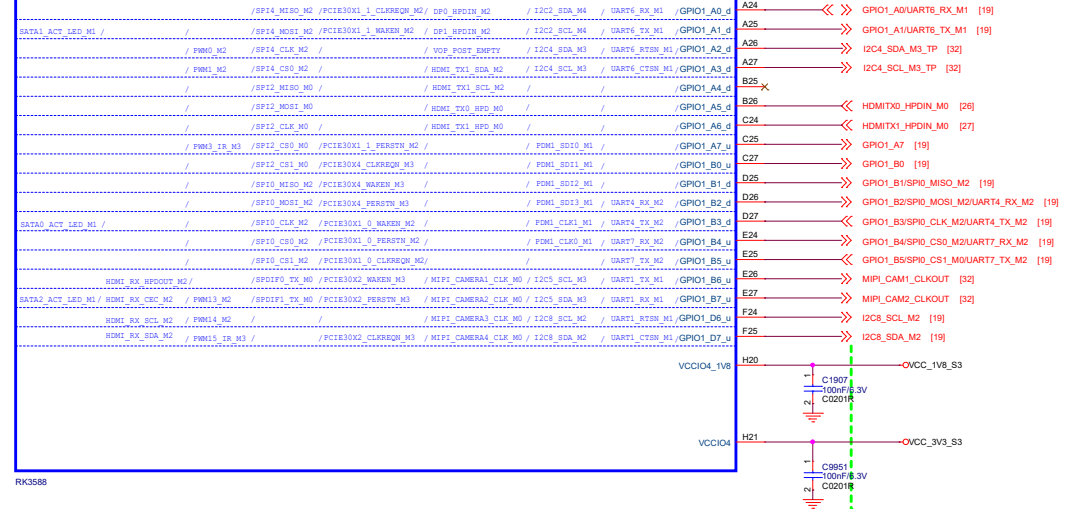 /SPI4_MISO_M2 /PCIE30X1_1_CLKREQN_M2/ DP0_HPDIN_M2 / I2C2_SDA_M4 / UART6_RX_M1 /GPIO1_A0_d A24 GPIO1_A0/UART6_RX_M1 [19]
SATA1_ACT_LED_M1 / / /SPI4_MOSI_M2 /PCIE30X1_1_WAKEN_M2/ DP1_HPDIN_M2 / I2C2_SCL_M4 / UART6_TX_M1 /GPIO1_A1_d A25 GPIO1_A1/UART6_TX_M1 [19]
/ PWM0_M2 /SPI4_CLK_M2 / / VOP_POST_EMPTY / I2C4_SDA_M3 / UART6_RTSN_M1/GPIO1_A2_d A26 I2C4_SDA_M3_TP [32]
/ PWM1_M2 /SPI4_CS0_M2 / / HDMI_TX1_SDA_M2 / I2C4_SCL_M3 / UART6_CTSN_M1/GPIO1_A3_d A27 I2C4_SCL_M3_TP [32]
/SPI2_MISO_M0 / / HDMI_TX1_SCL_M2 / / /GPIO1_A4_d B25
/SPI2_MOSI_M0 / HDMI_TX0_HPD_M0 / / /GPIO1_A5_d B26 HDMITX0_HPDIN_M0 [26]
/SPI2_CLK_M0 / / HDMI_TX1_HPD_M0 / / /GPIO1_A6_d C24 HDMITX1_HPDIN_M0 [27]
/ PWM3_IR_M3 /SPI2_CS0_M0 /PCIE30X1_1_PERSTN_M2 / / PDM1_SDI0_M1 / /GPIO1_A7_u C25 GPIO1_A7 [19]
/SPI2_CS1_M0 /PCIE30X4_CLKREQN_M3 / / PDM1_SDI1_M1 / /GPIO1_B0_u C27 GPIO1_B0 [19]
/SPI0_MISO_M2 /PCIE30X4_WAKEN_M3 / PDM1_SDI2_M1 / /GPIO1_B1_d D25 GPIO1_B1/SPI0_MISO_M2 [19]
/SPI0_MOSI_M2 /PCIE30X4_PERSTN_M3 / / PDM1_SDI3_M1 / UART4_RX_M2 /GPIO1_B2_d D26 GPIO1_B2/SPI0_MOSI_M2/UART4_RX_M2 [19]
SATA0_ACT_LED_M1 / /SPI0_CLK_M2 /PCIE30X1_0_WAKEN_M2 / / PDM1_CLK1_M1 / UART4_TX_M2 /GPIO1_B3_d D27 GPIO1_B3/SPI0_CLK_M2/UART4_TX_M2 [19]
/SPI0_CS0_M2 /PCIE30X1_0_PERSTN_M2 / / PDM1_CLK0_M1 / UART7_RX_M2 /GPIO1_B4_u E24 GPIO1_B4/SPI0_CS0_M2/UART7_RX_M2 [19]
/SPI0_CS1_M2 /PCIE30X1_0_CLKREQN_M2/ / UART7_TX_M2 /GPIO1_B5_u E25 GPIO1_B5/SPI0_CS1_M0/UART7_TX_M2 [19]
HDMI_RX_HPDOUT_M2/ /SPDIF0_TX_M0 /PCIE30X2_WAKEN_M3 / MIPI_CAMERA1_CLK_M0 / I2C5_SCL_M3 / UART1_TX_M1 /GPIO1_B6_u E26 MIPI_CAM1_CLKOUT [32]
SATA2_ACT_LED_M1/ HDMI_RX_CEC_M2 / PWM13_M2 /SPDIF1_TX_M0 /PCIE30X2_PERSTN_M3 / MIPI_CAMERA2_CLK_M0 / I2C5_SDA_M3 / UART1_RX_M1 /GPIO1_B7_u E27 MIPI_CAM2_CLKOUT [32]
HDMI_RX_SCL_M2 / PWM14_M2 / / / MIPI_CAMERA3_CLK_M0 / I2C8_SCL_M2 / UART1_RTSN_M1/GPIO1_D6_u F24 I2C8_SCL_M2 [19]
HDMI_RX_SDA_M2 / PWM15_IR_M3 / /PCIE30X2_CLKREQN_M3 / MIPI_CAMERA4_CLK_M0 / I2C8_SDA_M2 / UART1_CTSN_M1/GPIO1_D7_u F25 I2C8_SDA_M2 [19]
VCCIO4_1V8 H20 VCC_1V8_S3
1
C1907
100nF/6.3V
2 C0201R
VCCIO4 H21 VCC_3V3_S3
1
C9951
100nF/6.3V
2 C0201R
RK3588